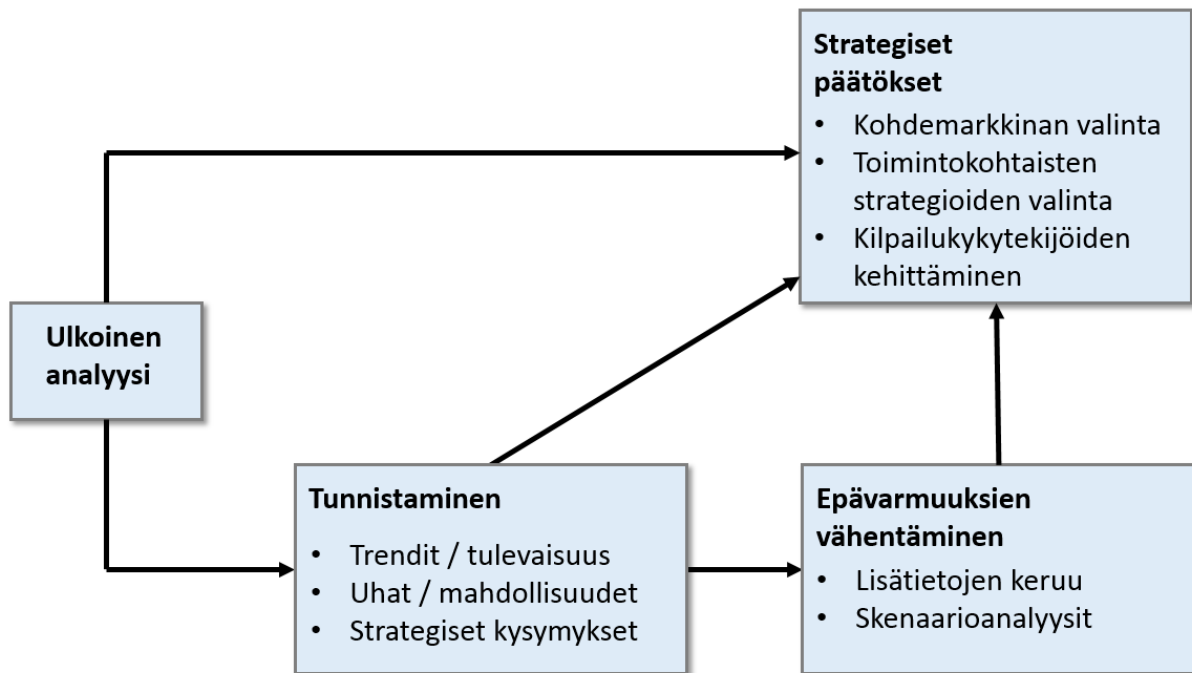 Strategiset
päätökset
• Kohdemarkkinan valinta
• Toimintokohtaisten
strategioiden valinta
• Kilpailukykytekijöiden
kehittäminen
Ulkoinen
analyysi
Tunnistaminen
• Trendit / tulevaisuus
• Uhat / mahdollisuudet
• Strategiset kysymykset
Epävarmuuksien
vähentäminen
• Lisätietojen keruu
• Skenaarioanalyysit